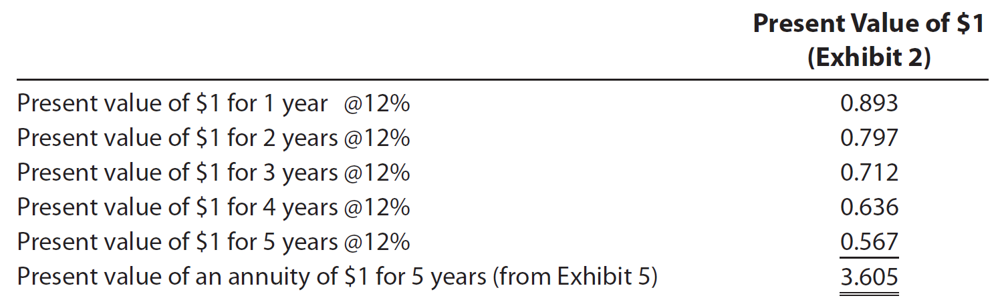 Present Value of $1
(Exhibit 2)
Present value of $1 for 1 year @12% 0.893
Present value of $1 for 2 years @12% 0.797
Present value of $1 for 3 years @12% 0.712
Present value of $1 for 4 years @12% 0.636
Present value of $1 for 5 years @12% 0.567
Present value of an annuity of $1 for 5 years (from Exhibit 5) 3.605